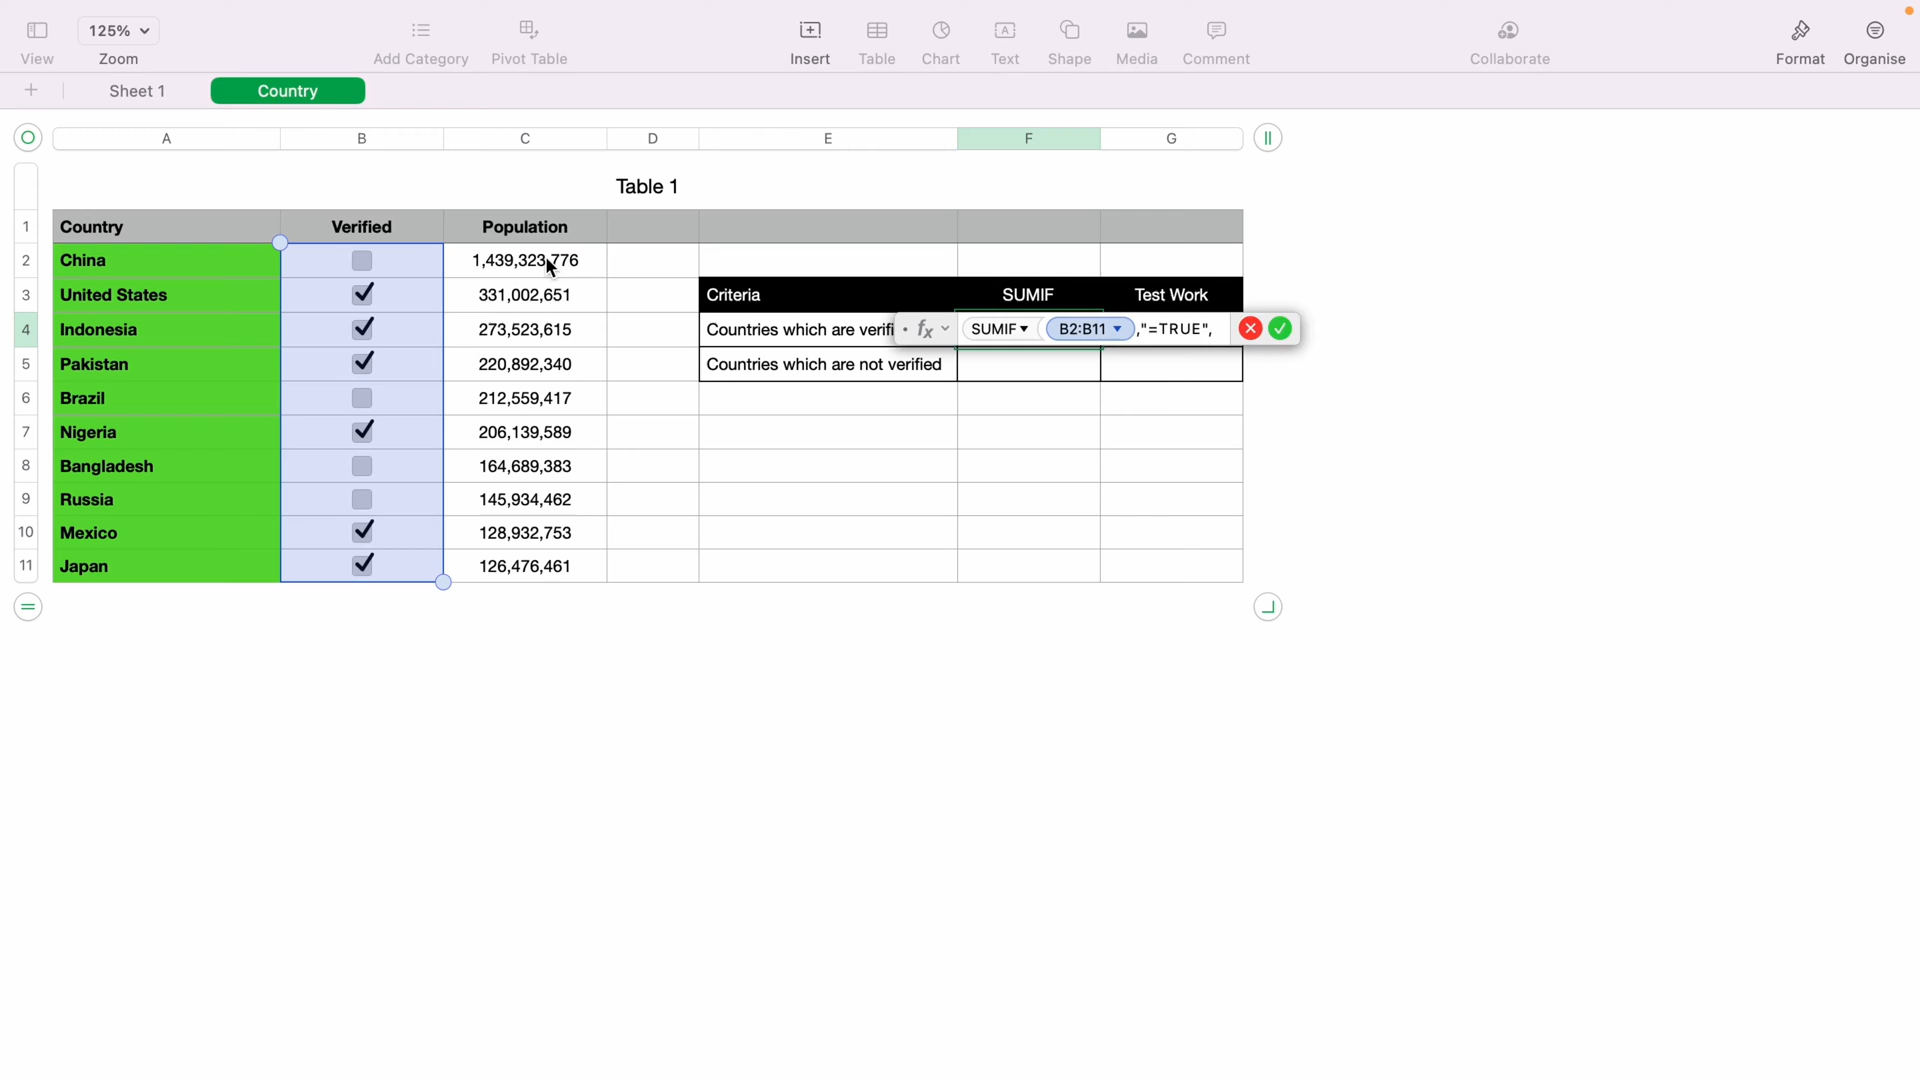 125%
View
Zoom
Add Category
Pivot Table
Insert
Table
Chart
Text
Shape
Media
Comment
Collaborate
Format
Organise
Sheet 1
Country
A B C D E F G
Table 1
1 Country Verified Population
2 China 1,439,323,776
3 United States 331,002,651 Criteria SUMIF Test Work
4 Indonesia 273,523,615 Countries which are verifi fx SUMIF B2:B11 ,"=TRUE",
5 Pakistan 220,892,340 Countries which are not verified
6 Brazil 212,559,417
7 Nigeria 206,139,589
8 Bangladesh 164,689,383
9 Russia 145,934,462
10 Mexico 128,932,753
11 Japan 126,476,461